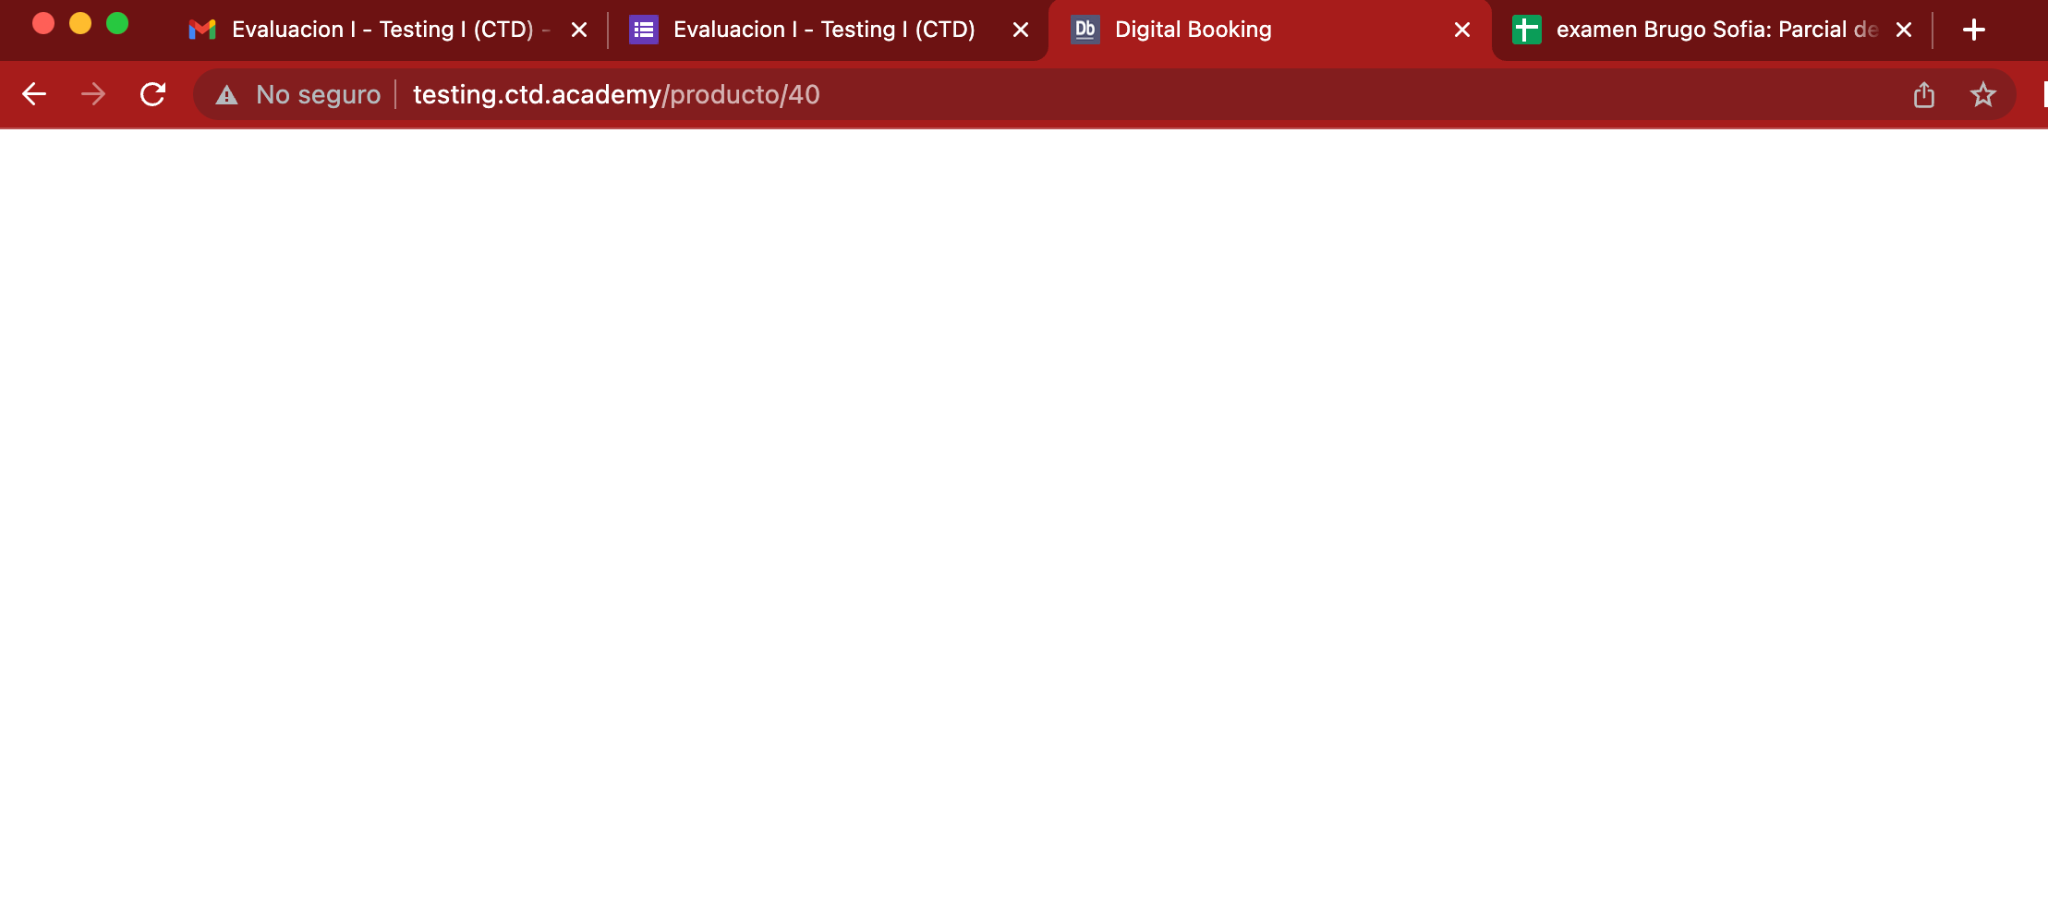 Evaluacion I - Testing I (CTD) -
Evaluacion I - Testing I (CTD)
Db
Digital Booking
examen Brugo Sofia: Parcial de
No seguro
testing.ctd.academy/producto/40